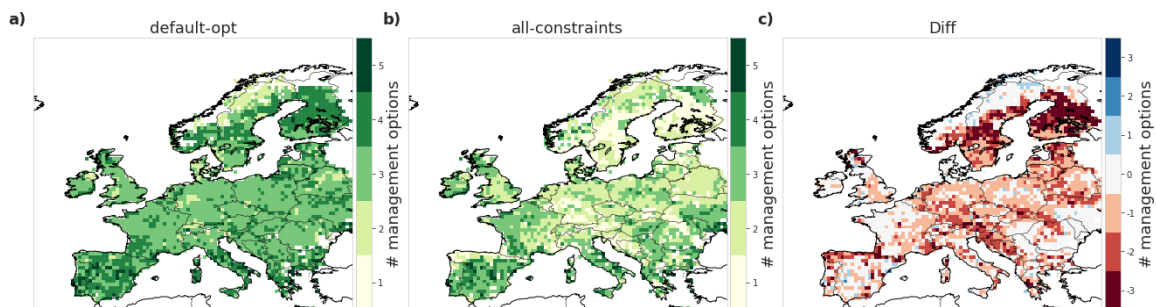 a)
default-opt
5
4
3
2
1
# management options
b)
all-constraints
5
4
3
2
1
# management options
c)
Diff
3
2
1
0
-1
-2
-3
# management options